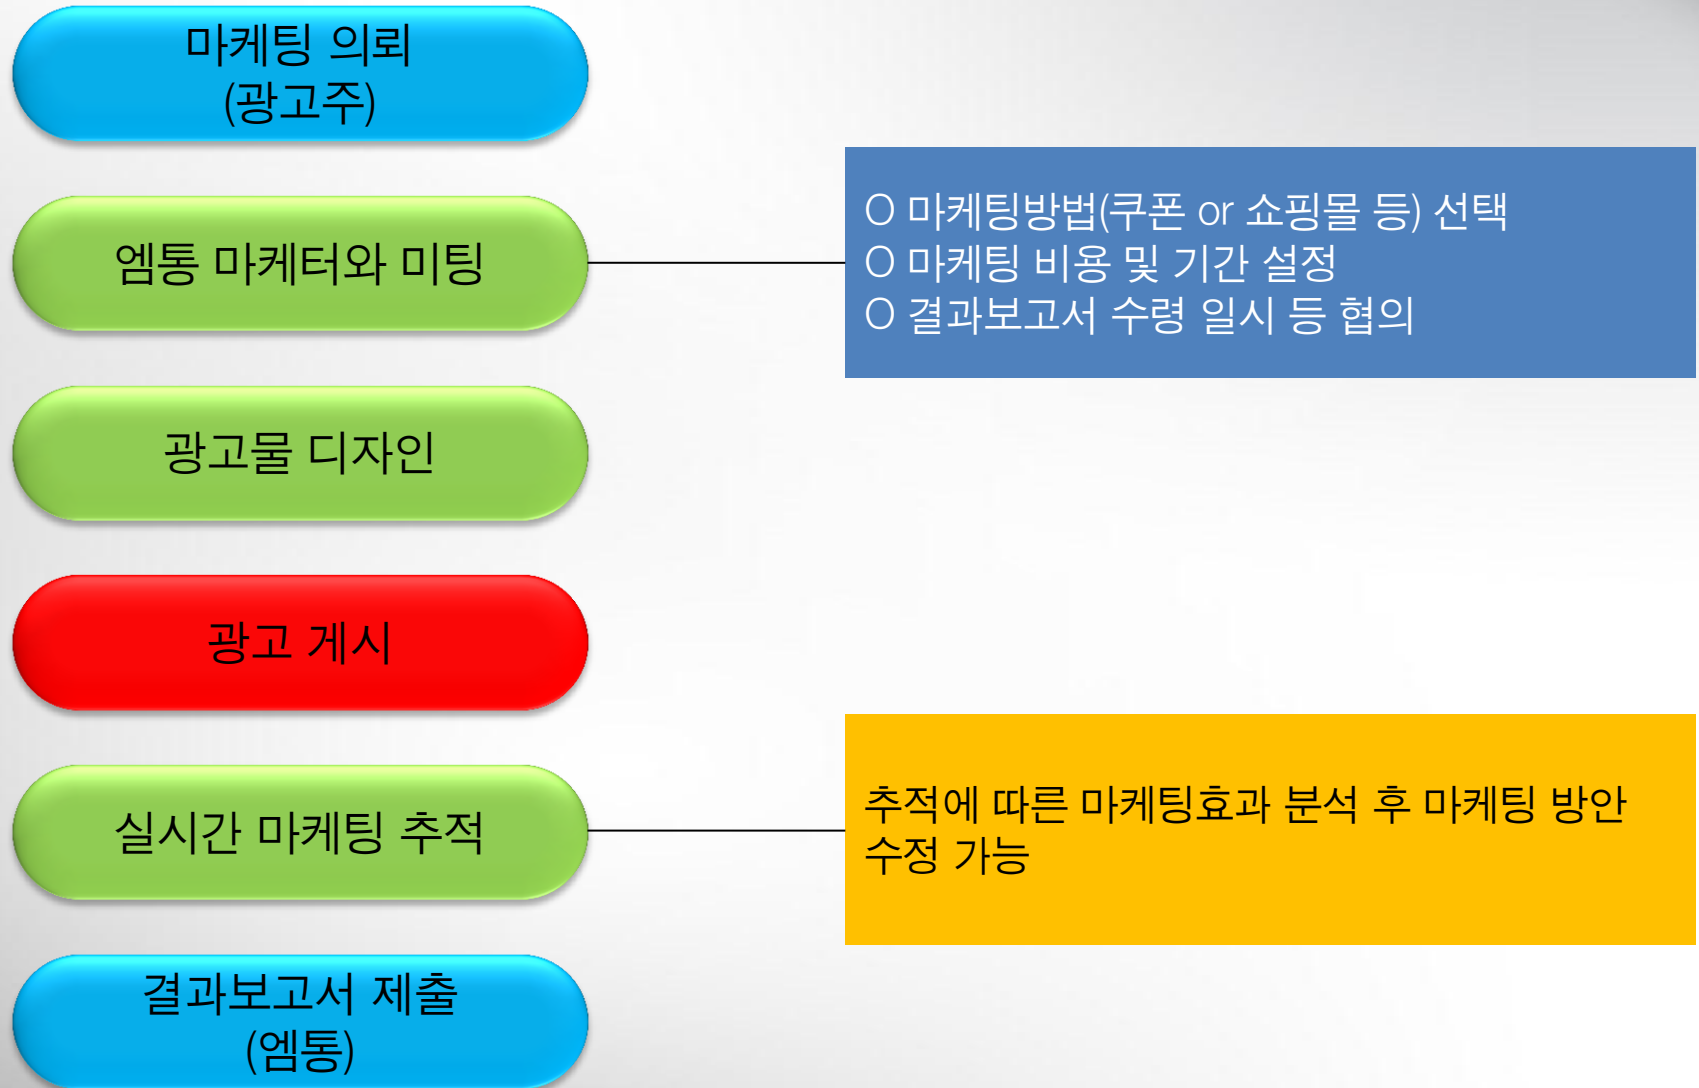 마케팅 의뢰
(광고주)
엠통 마케터와 미팅
O 마케팅방법(쿠폰 or 쇼핑몰 등) 선택
O 마케팅 비용 및 기간 설정
O 결과보고서 수령 일시 등 협의
광고물 디자인
광고 게시
실시간 마케팅 추적
추적에 따른 마케팅효과 분석 후 마케팅 방안
수정 가능
결과보고서 제출
(엠통)